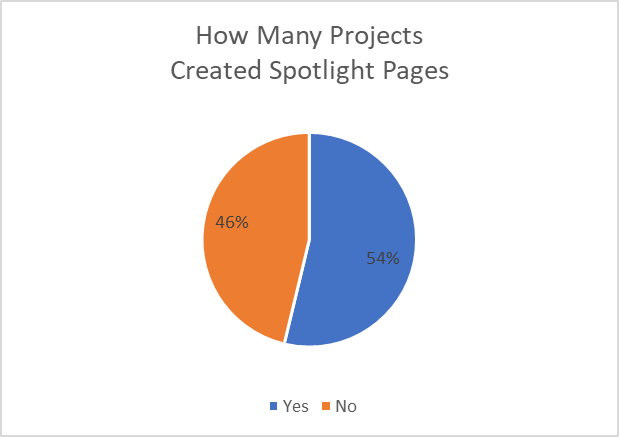 How Many Projects
Created Spotlight Pages
46%
54%
Yes No